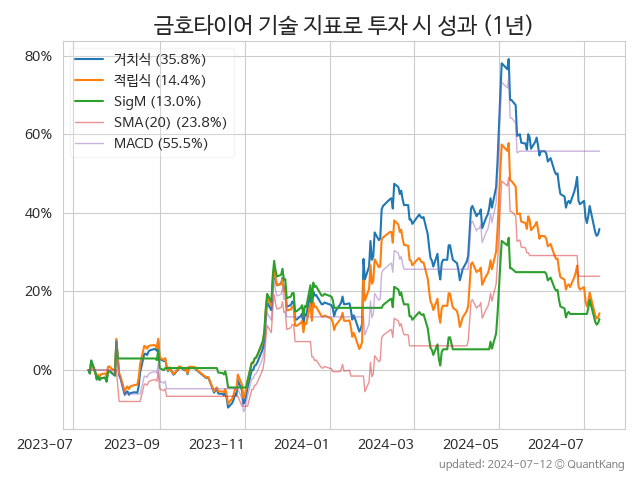 금호타이어 기술 지표로 투자 시 성과 (1년)
80%
60%
40%
20%
0%
거치식 (35.8%)
적립식 (14.4%)
SigM (13.0%)
SMA(20) (23.8%)
MACD (55.5%)
2023-07 2023-09 2023-11 2024-01 2024-03 2024-05 2024-07
updated: 2024-07-12 © QuantKang